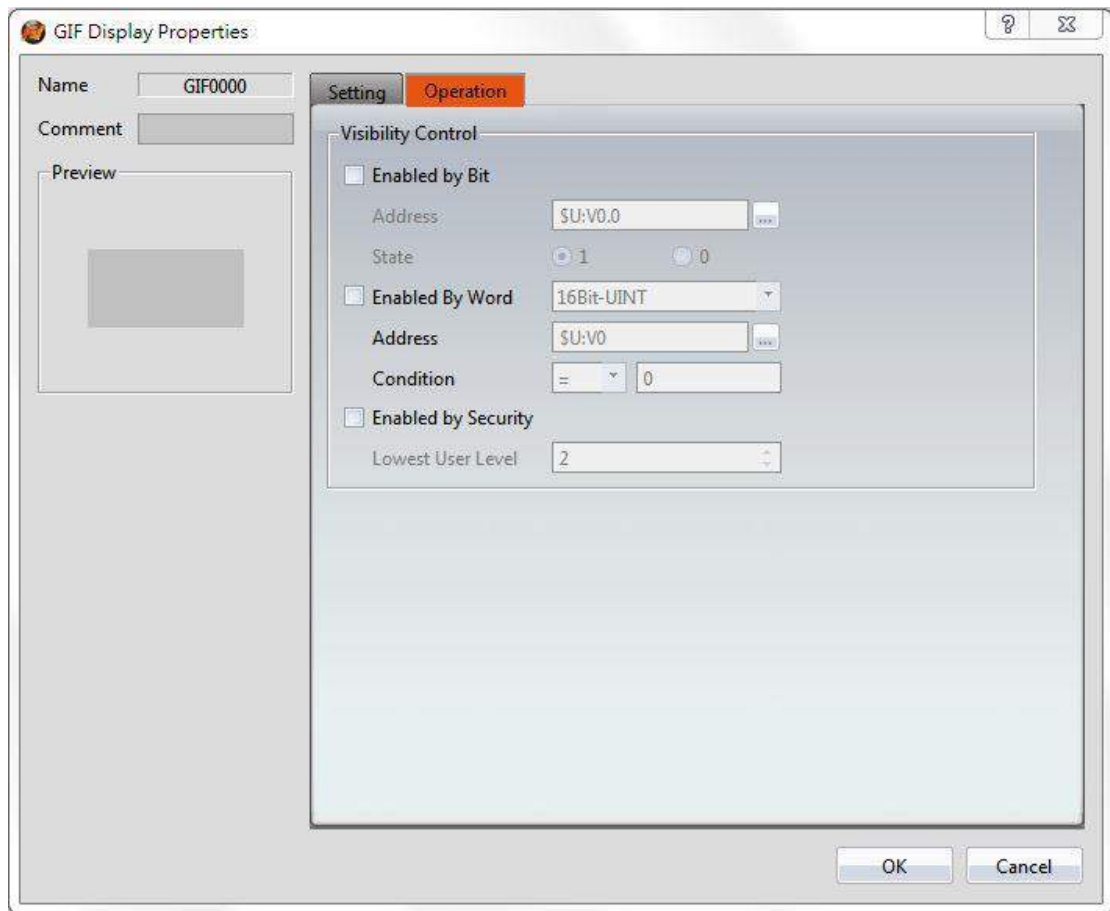 GIF Display Properties
Name GIF0000
Comment
Preview
Setting Operation
Visibility Control
Enabled by Bit
Address $U:V0.0 ...
State 1 0
Enabled By Word 16Bit-UINT
Address $U:V0 ...
Condition = 0
Enabled by Security
Lowest User Level 2
OK Cancel